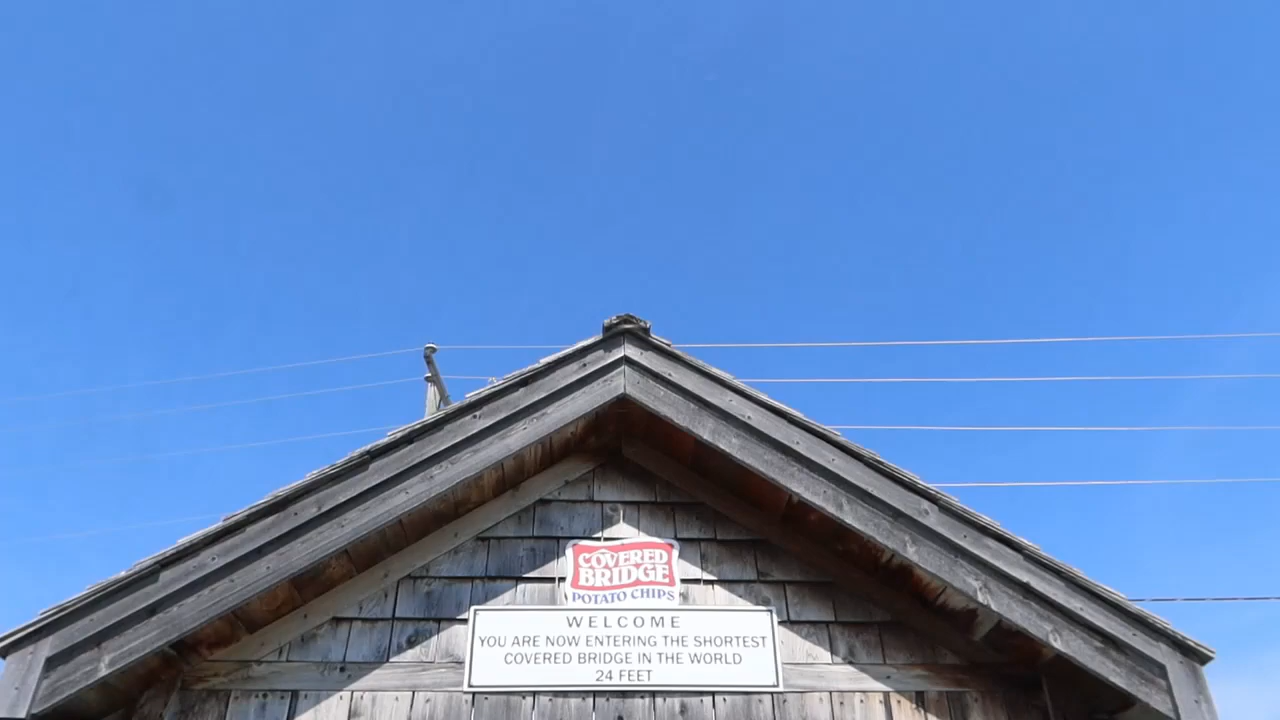 COVERED
BRIDGE
POTATO CHIPS
WELCOME
YOU ARE NOW ENTERING THE SHORTEST
COVERED BRIDGE IN THE WORLD
24 FEET